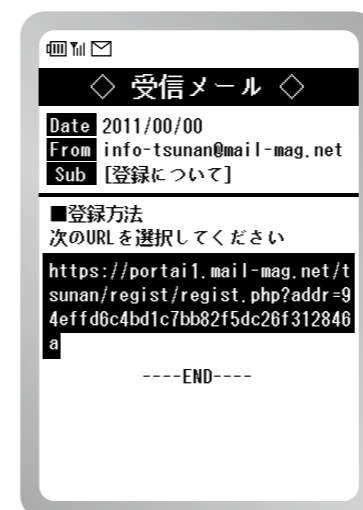 ◇ 受信メール ◇
Date 2011/00/00
From info-tsunan@mail-mag.net
Sub [登録について]
■登録方法
次のURLを選択してください
https://portai1.mail-mag.net/t
sunan/regist/regist.php?addr=9
4effd6c4bd1c7bb82f5dc26f312846
a
----END----